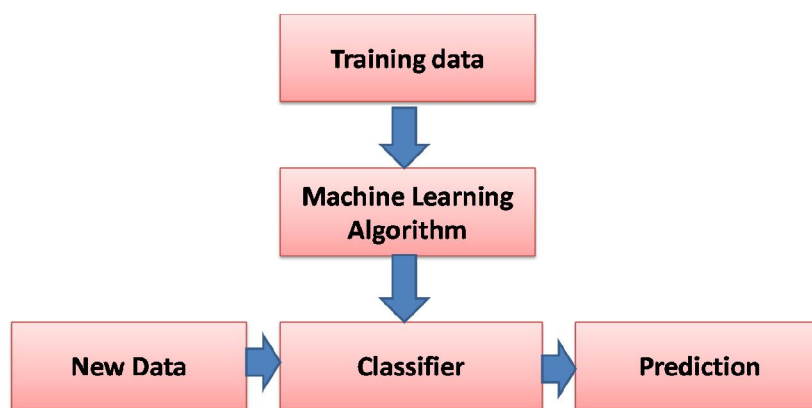 Training data
Machine Learning
Algorithm
New Data
Classifier
Prediction